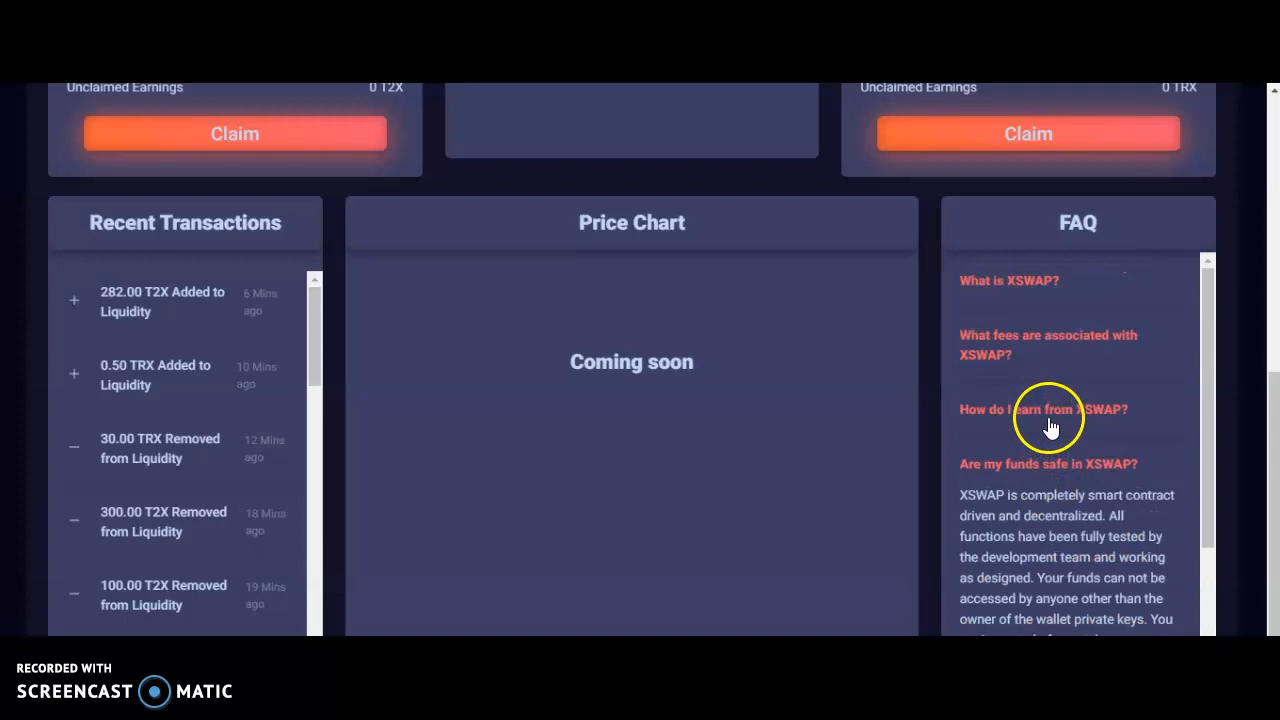 Unclaimed Earnings 0 T2X
Claim
Unclaimed Earnings 0 TRX
Claim
Recent Transactions
282.00 T2X Added to
Liquidity
6 Mins
ago
0.50 TRX Added to
Liquidity
10 Mins
ago
30.00 TRX Removed
from Liquidity
12 Mins
ago
300.00 T2X Removed
from Liquidity
18 Mins
ago
100.00 T2X Removed
from Liquidity
19 Mins
ago
Price Chart
Coming soon
FAQ
What is XSWAP?
What fees are associated with
XSWAP?
How do I earn from XSWAP?
Are my funds safe in XSWAP?
XSWAP is completely smart contract
driven and decentralized. All
functions have been fully tested by
the development team and working
as designed. Your funds can not be
accessed by anyone other than the
owner of the wallet private keys. You
RECORDED WITH
SCREENCAST MATIC